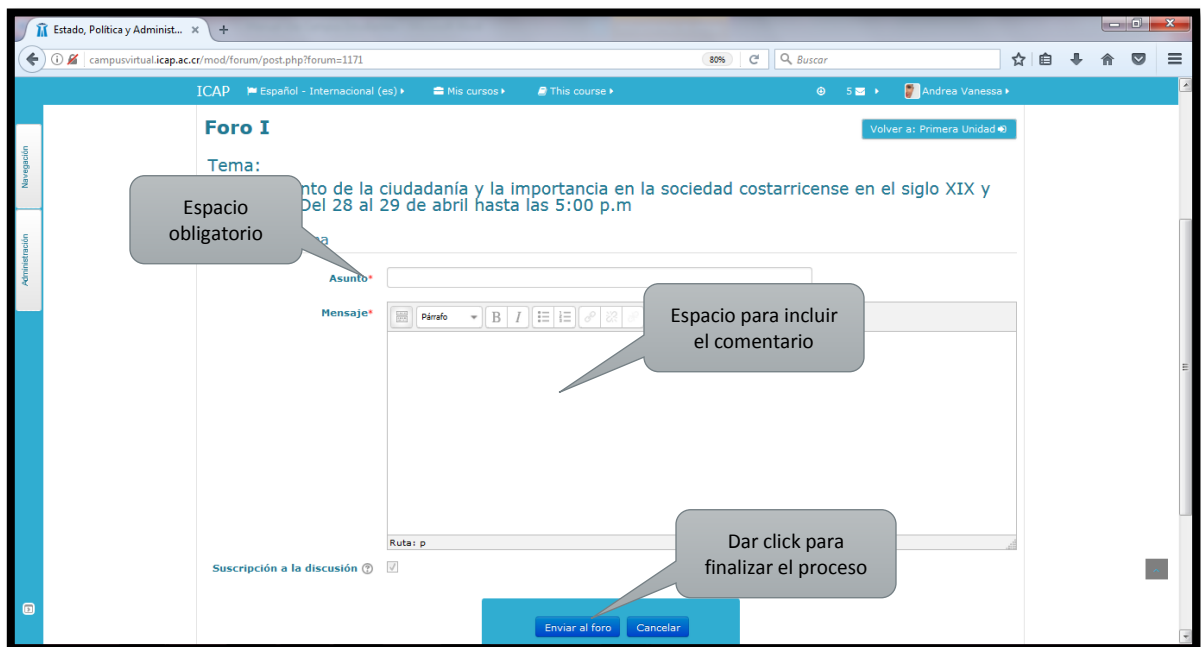 Estado, Política y Administ...
campusvirtual.icap.ac.cr/mod/forum/post.php?forum=1171
80%
Buscar
ICAP Español - Internacional (es) Mis cursos This course 5 Andrea Vanessa
Foro I
Volver a: Primera Unidad
Navegación
Administración
Tema:
nto de la ciudadanía y la importancia en la sociedad costarricense en el siglo XIX y
Del 28 al 29 de abril hasta las 5:00 p.m
Espacio
obligatorio
Asunto*
Mensaje*
Párrafo B I
Espacio para incluir
el comentario
Ruta: p
Dar click para
finalizar el proceso
Suscripción a la discusión
Enviar al foro Cancelar